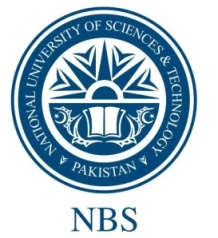 NATIONAL UNIVERSITY OF SCIENCES & TECHNOLOGY
PAKISTAN
NBS